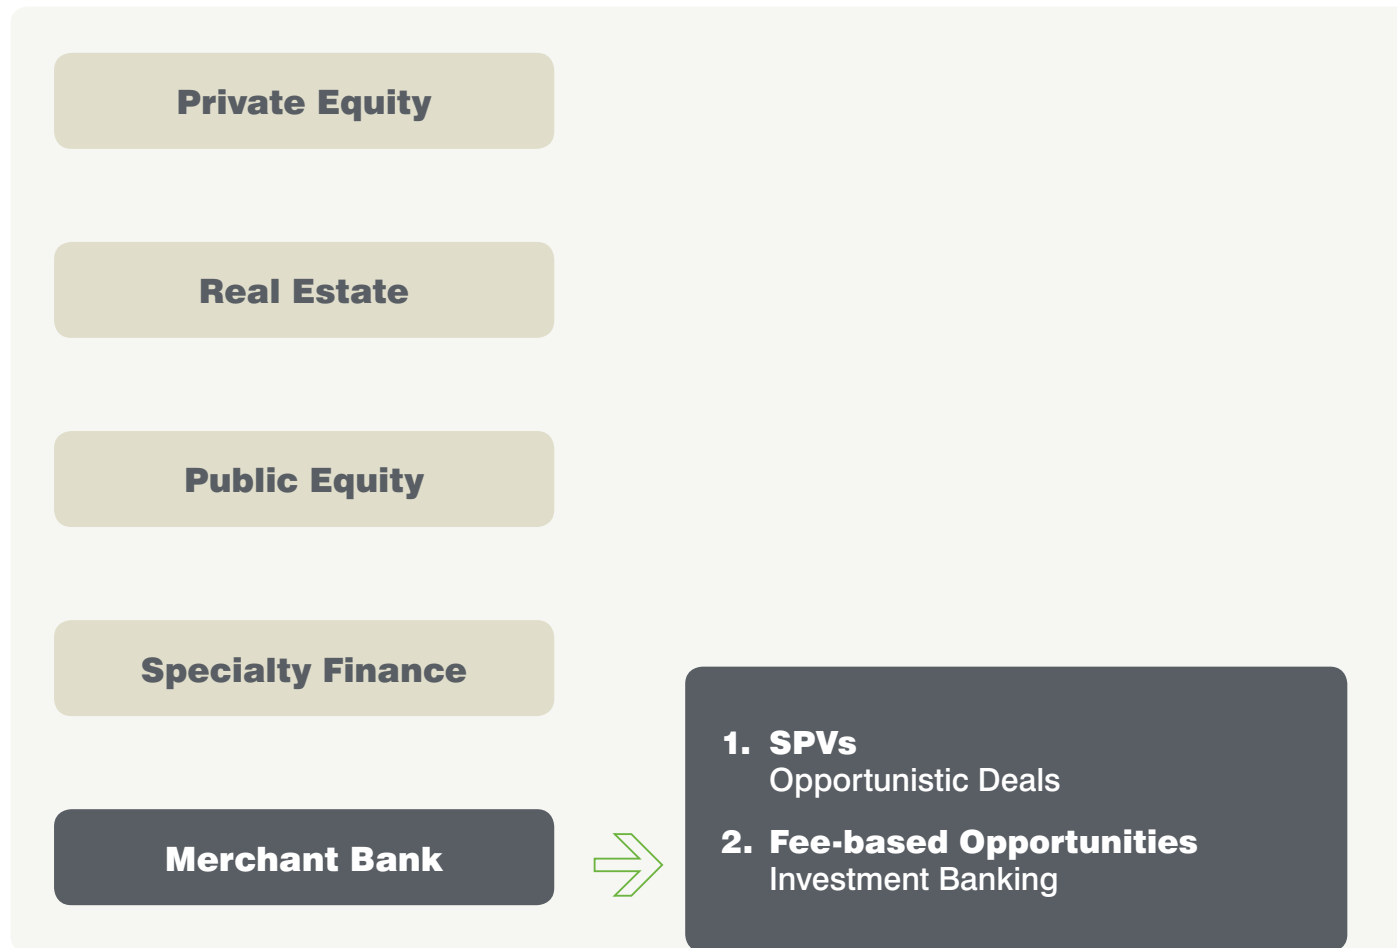 Private Equity
Real Estate
Public Equity
Specialty Finance
Merchant Bank
1. SPVs
Opportunistic Deals
2. Fee-based Opportunities
Investment Banking